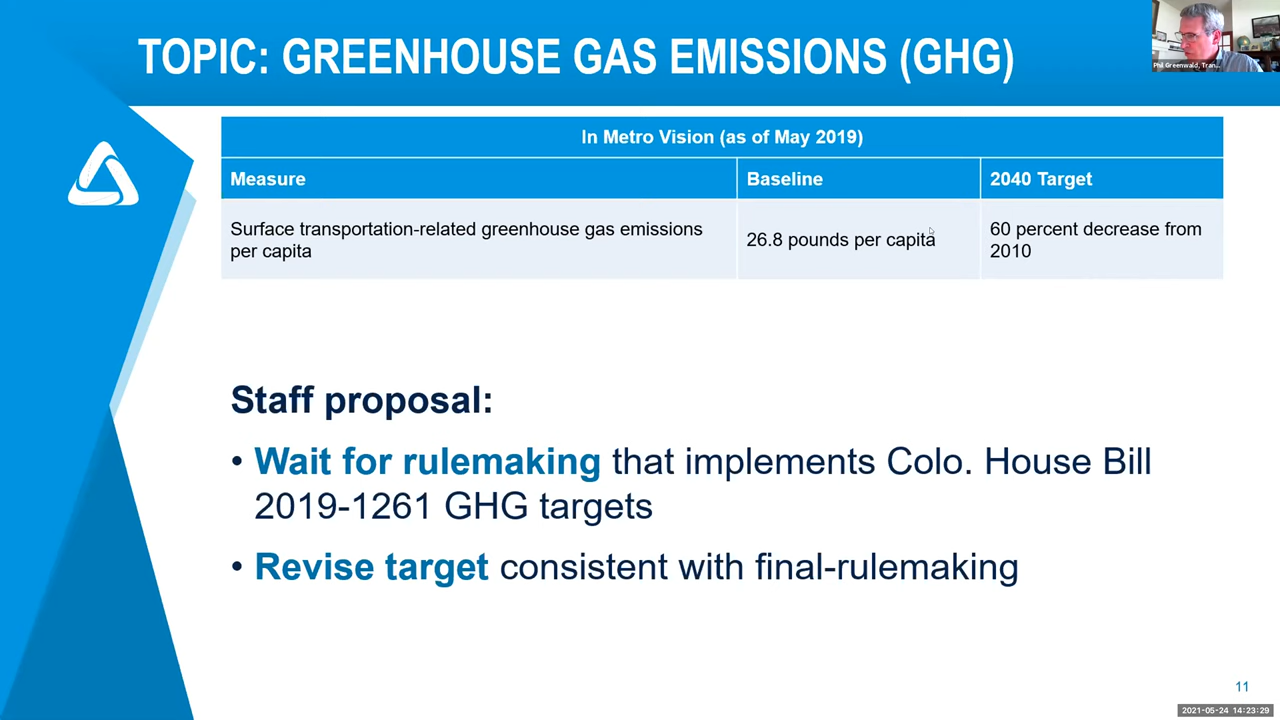 TOPIC: GREENHOUSE GAS EMISSIONS (GHG)
Phil Greenwald, Tran...
In Metro Vision (as of May 2019)
Measure
Baseline
2040 Target
Surface transportation-related greenhouse gas emissions
per capita
26.8 pounds per capita
60 percent decrease from
2010
Staff proposal:
• Wait for rulemaking that implements Colo. House Bill
2019-1261 GHG targets
• Revise target consistent with final-rulemaking
11
2021-05-24 14:23:29